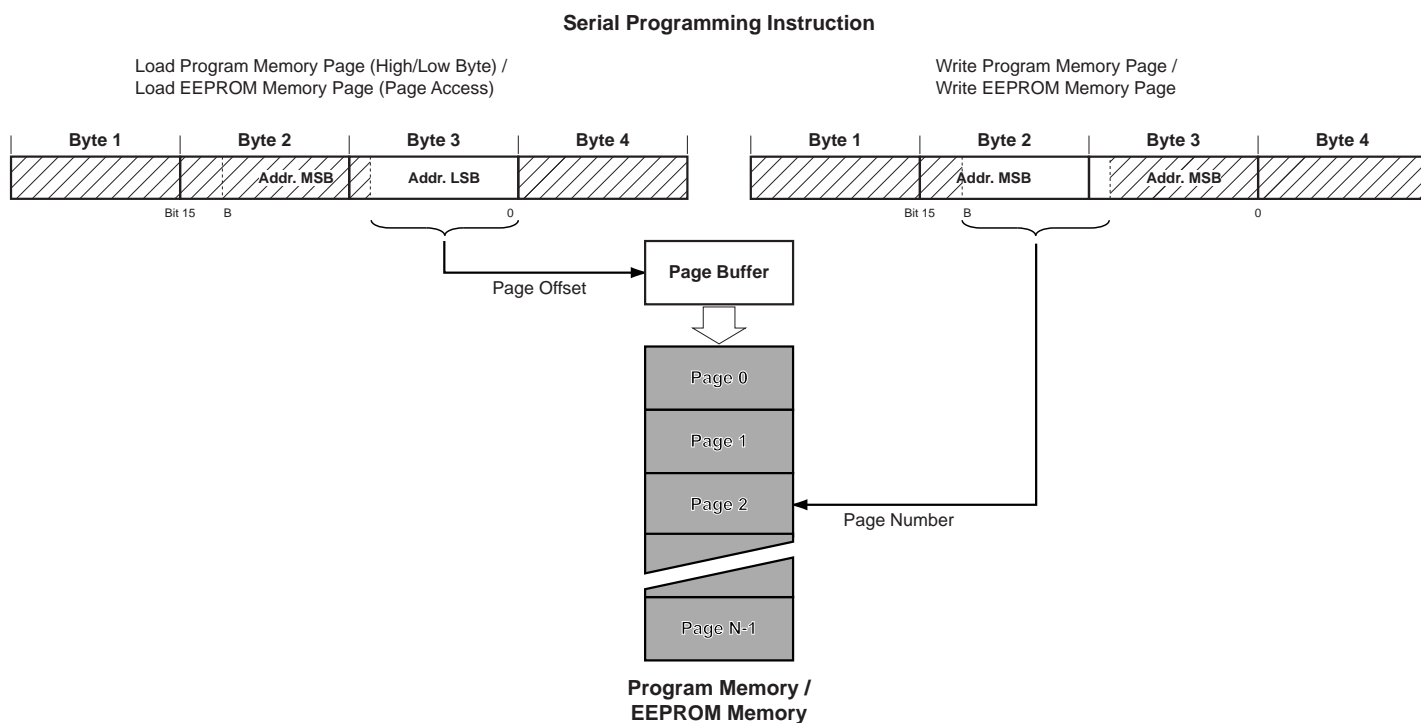 Serial Programming Instruction
Load Program Memory Page (High/Low Byte) /
Load EEPROM Memory Page (Page Access)
Write Program Memory Page /
Write EEPROM Memory Page
Byte 1 Byte 2 Byte 3 Byte 4
Addr. MSB Addr. LSB
Bit 15 B 0
Byte 1 Byte 2 Byte 3 Byte 4
Addr. MSB Addr. MSB
Bit 15 B 0
Page Buffer
Page Offset
Page 0
Page 1
Page 2
Page Number
Page N-1
Program Memory /
EEPROM Memory